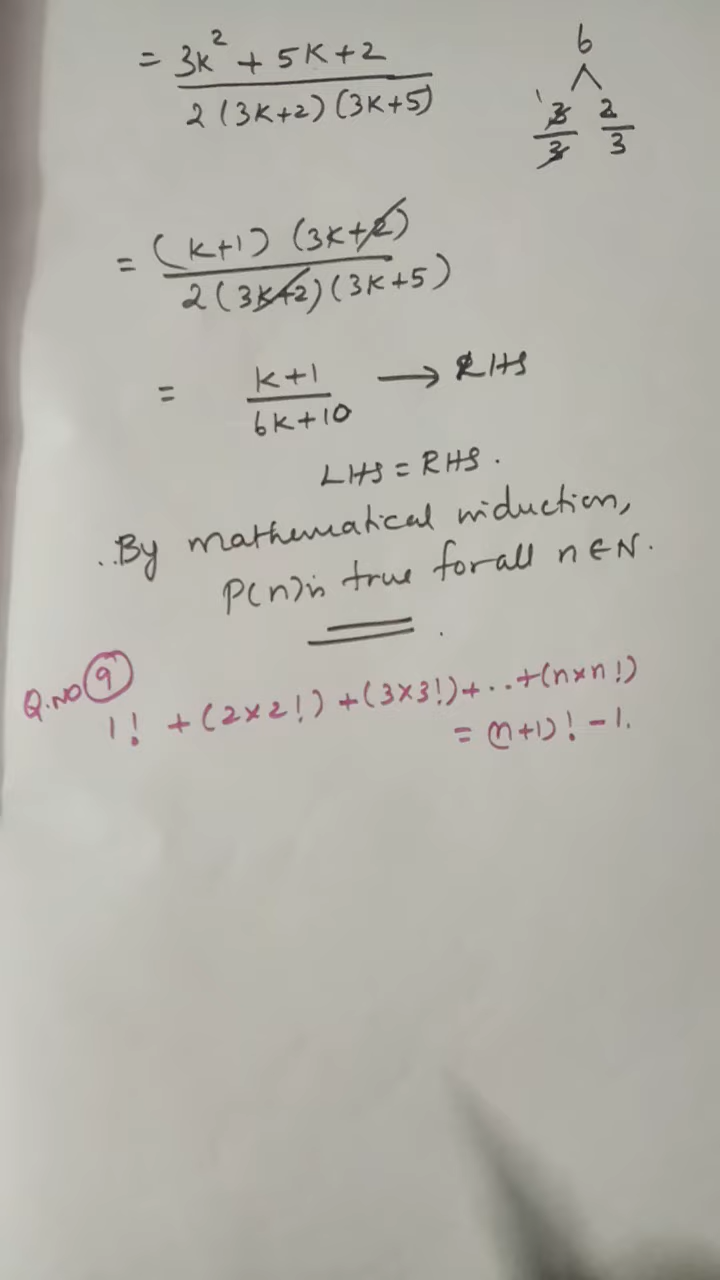 = 3k² + 5k + 2 / 2(3k+2)(3k+5)
6
1 3/3 2/3
= (k+1)(3k+2) / 2(3k+2)(3k+5)
= k+1 / 6k+10 → RHS
LHS = RHS.
∴ By mathematical induction,
P(n) is true for all n ∈ N.
Q.NO 9
1! + (2×2!) + (3×3!) + .. + (n×n!)
= (n+1)! - 1.